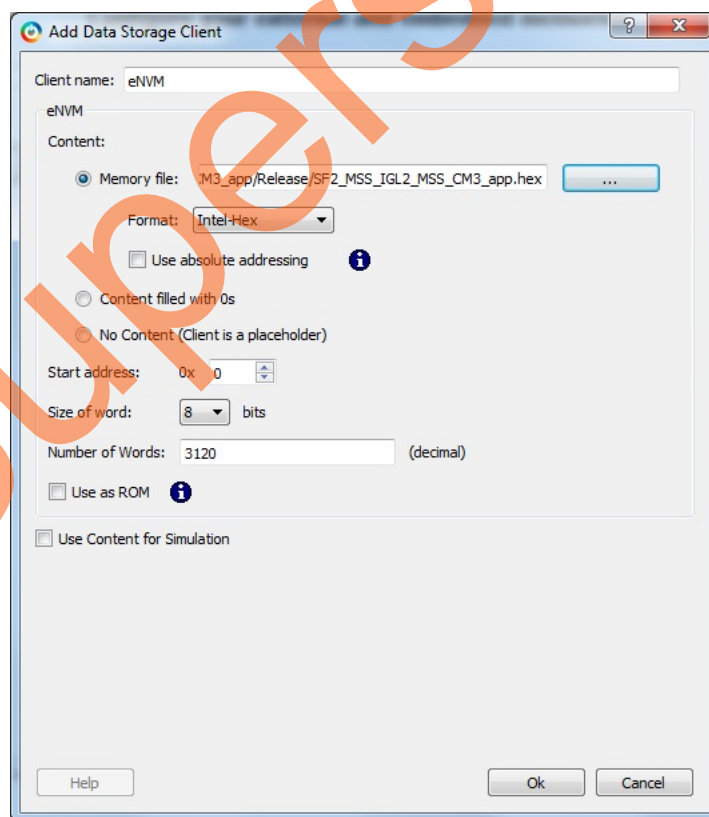 Add Data Storage Client
Client name: eNVM
eNVM
Content:
Memory file: :M3_app/Release/SF2_MSS_IGL2_MSS_CM3_app.hex ...
Format: Intel-Hex
Use absolute addressing
Content filled with 0s
No Content (Client is a placeholder)
Start address: 0x 0
Size of word: 8 bits
Number of Words: 3120 (decimal)
Use as ROM
Use Content for Simulation
Help Ok Cancel